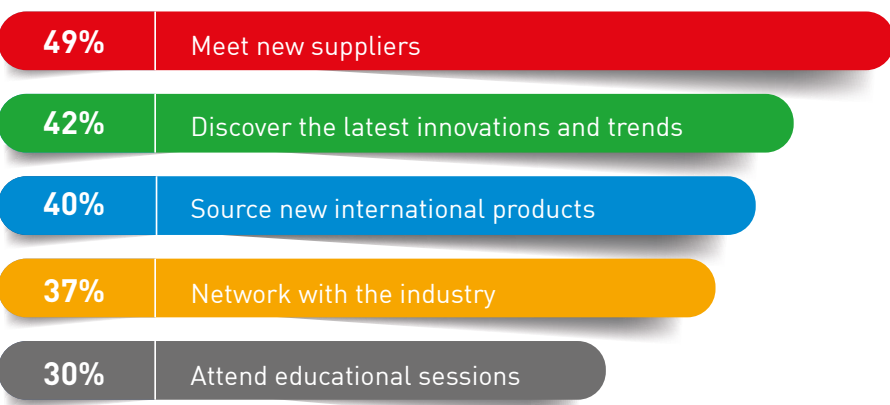 49% Meet new suppliers
42% Discover the latest innovations and trends
40% Source new international products
37% Network with the industry
30% Attend educational sessions